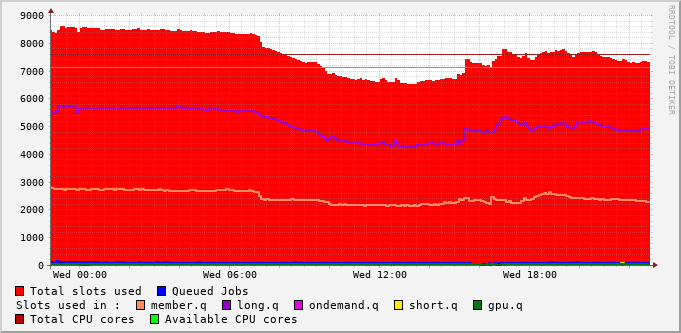 9000
8000
7000
6000
5000
4000
3000
2000
1000
0
Wed 00:00 Wed 06:00 Wed 12:00 Wed 18:00
RRDTOOL / TOBI OETIKER
Total slots used Queued Jobs
Slots used in : member.q long.q ondemand.q short.q gpu.q
Total CPU cores Available CPU cores